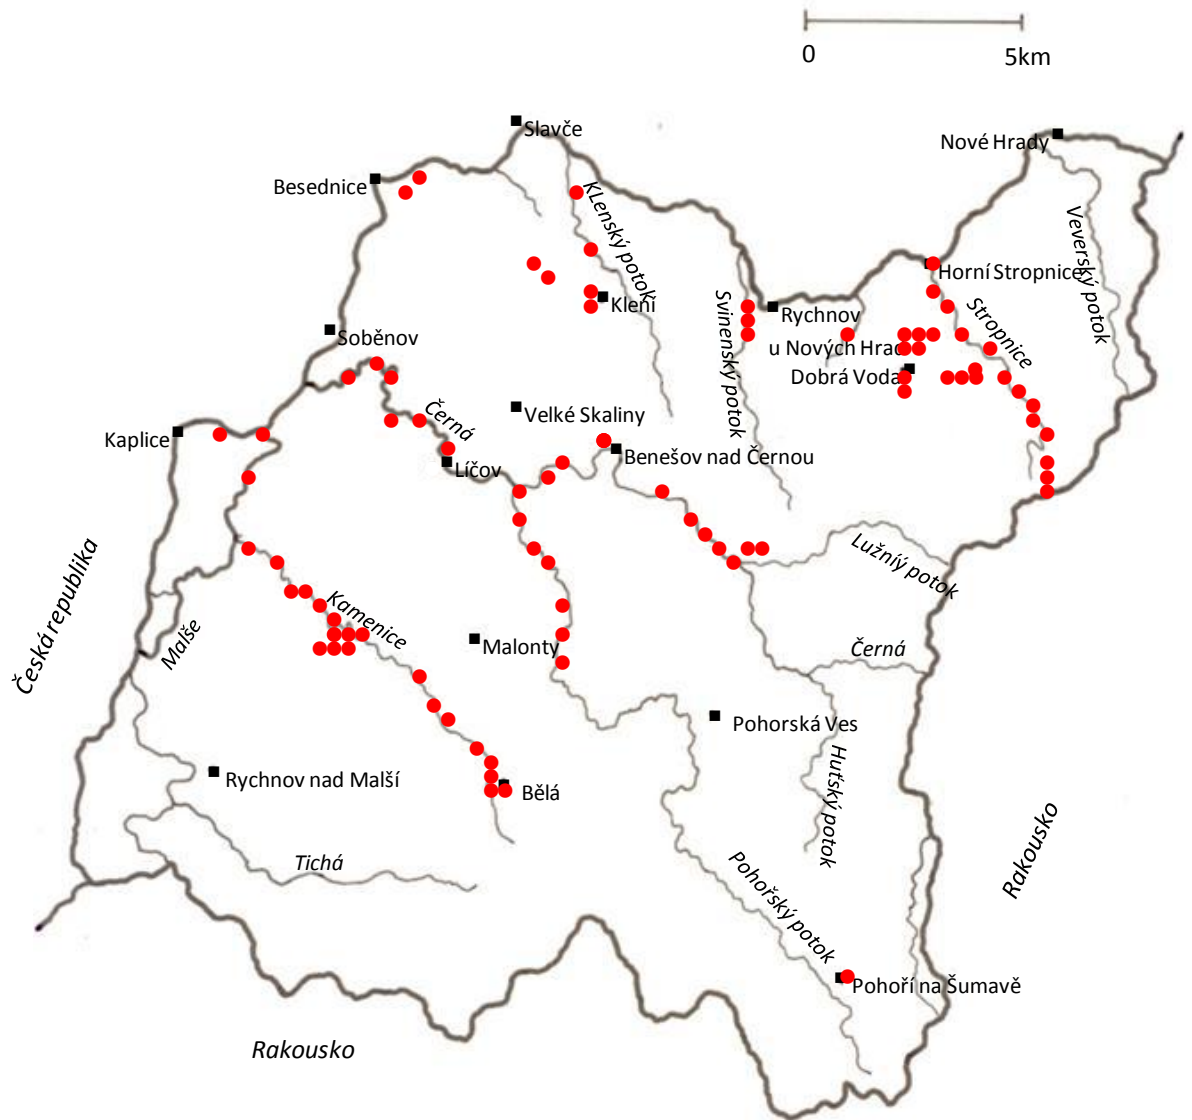 0
5km
Slavče
Nové Hrady
Besednice
KLenský potok
Veverský potok
Horní Stropnice
Klení
Svinenský potok
Rychnov
u Nových Hrad
Stropnice
Soběnov
Dobrá Voda
Velké Skaliny
Černá
Kaplice
Benešov nad Černou
Líčov
Lužníý potok
Česká republika
Kamenice
Malše
Malonty
Černá
Pohorská Ves
Rychnov nad Malší
Bělá
Huťský potok
Tichá
Rakousko
Pohořský potok
Pohoří na Šumavě
Rakousko